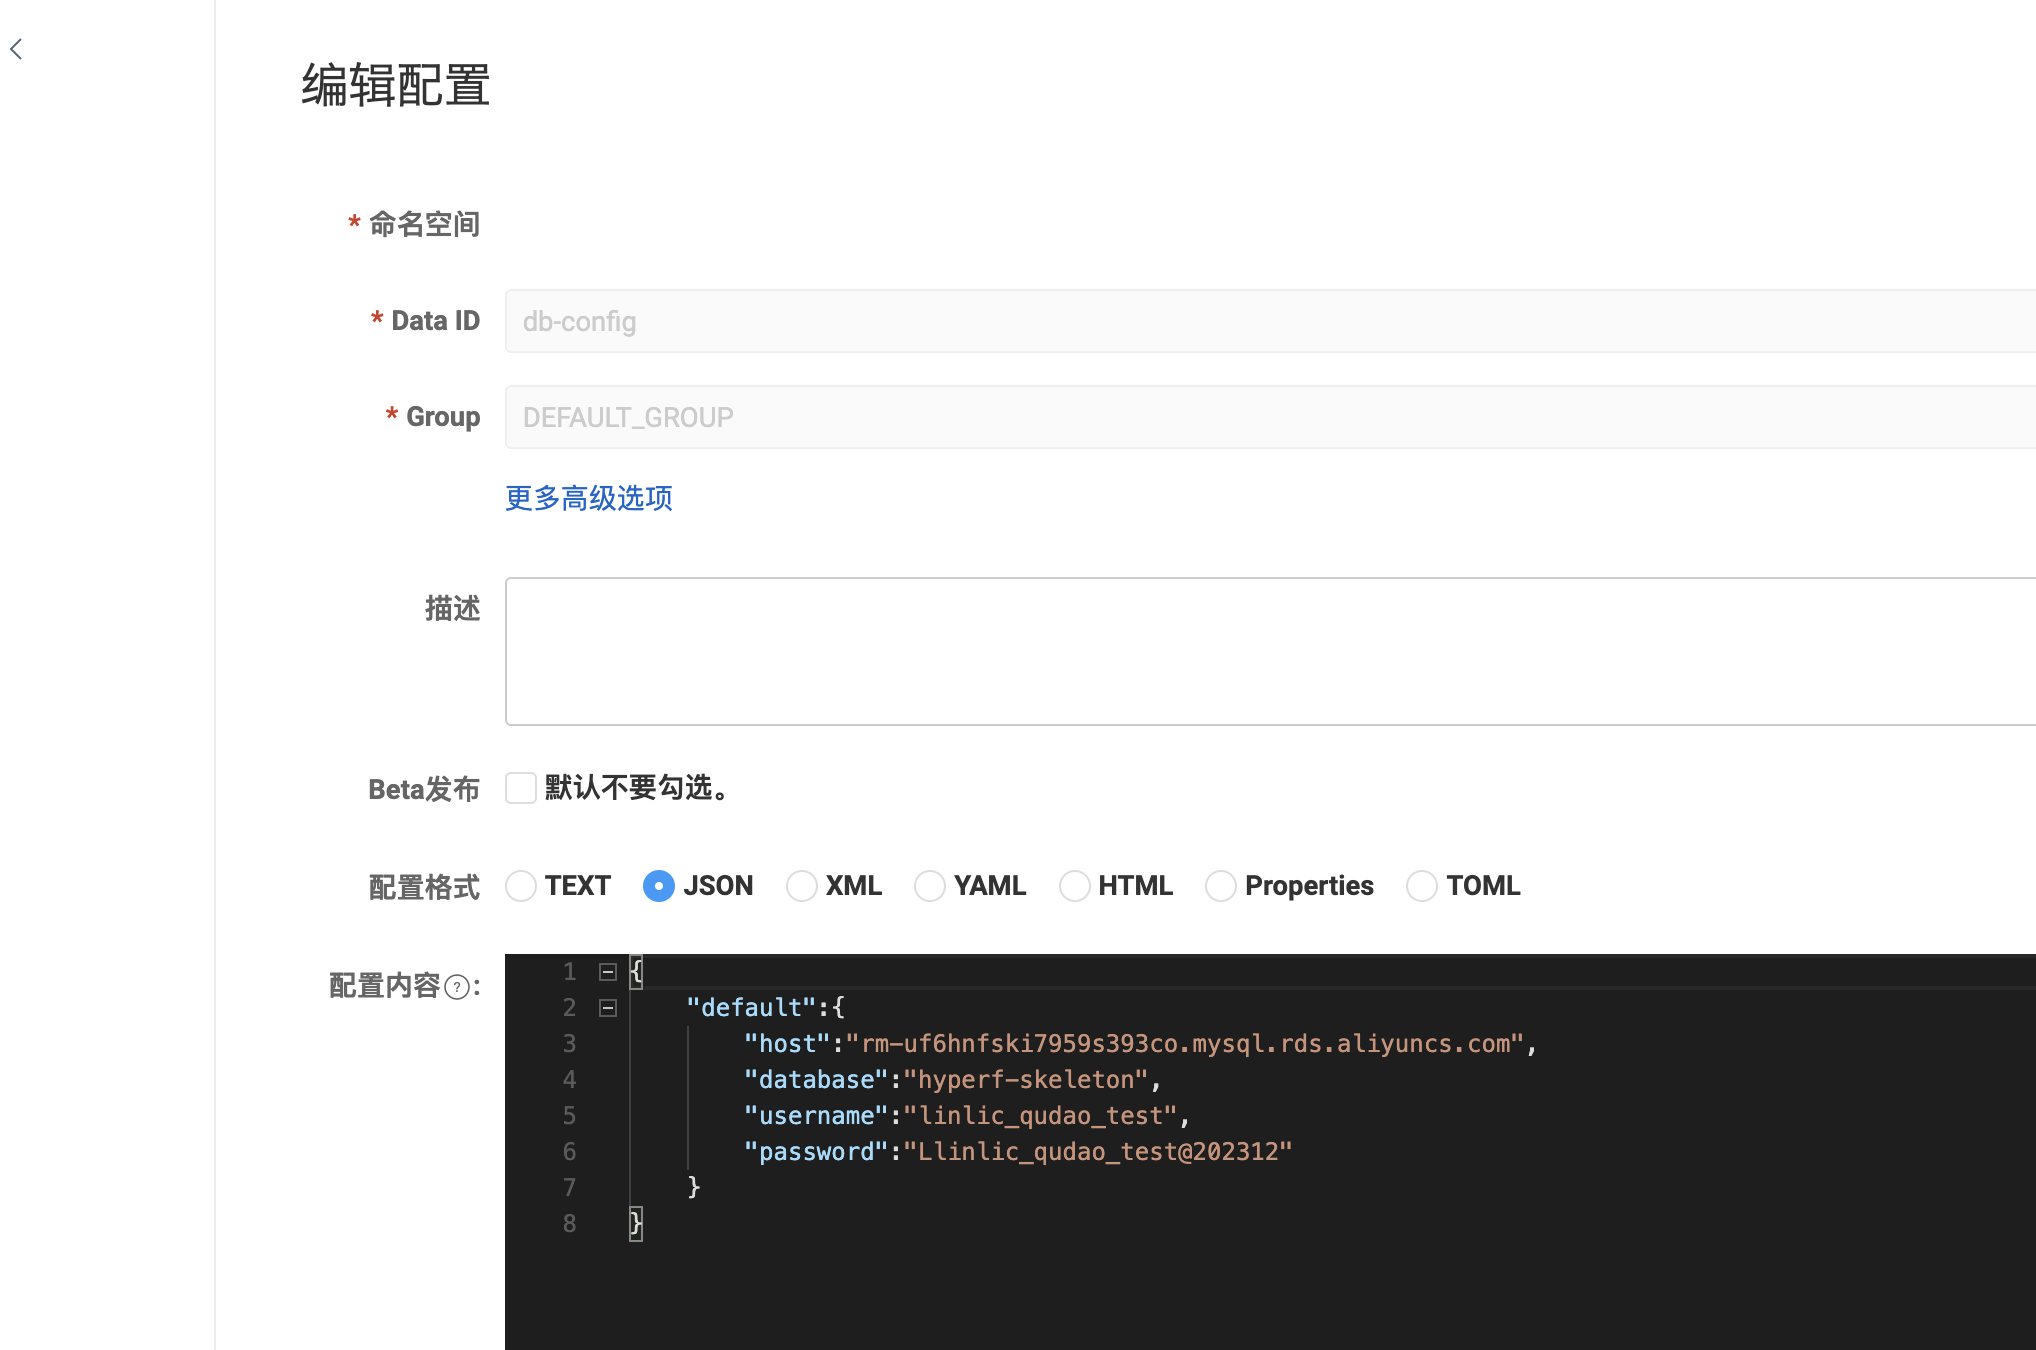 编辑配置
* 命名空间
* Data ID db-config
* Group DEFAULT_GROUP
更多高级选项
描述
Beta发布 默认不要勾选。
配置格式 TEXT JSON XML YAML HTML Properties TOML
配置内容?:
1 {
2 "default":{
3 "host":"rm-uf6hnfski7959s393co.mysql.rds.aliyuncs.com",
4 "database":"hyperf-skeleton",
5 "username":"linlic_qudao_test",
6 "password":"Llinlic_qudao_test@202312"
7 }
8 }